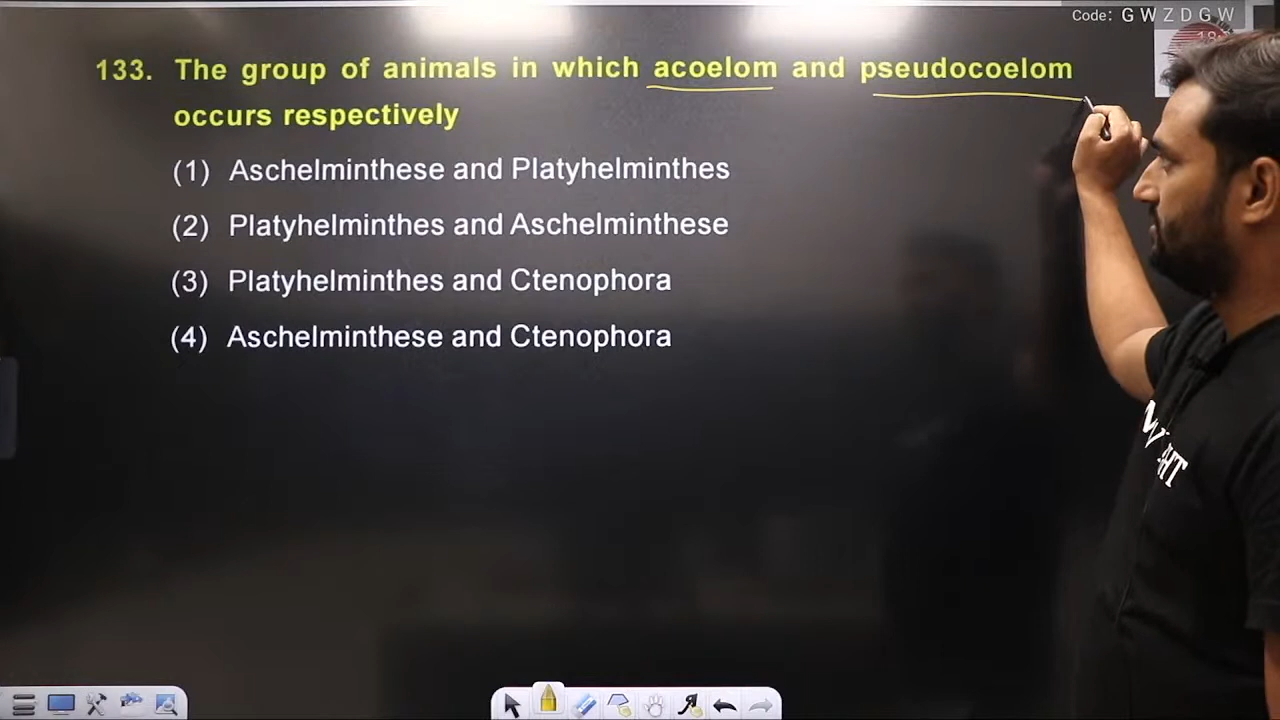 Code: G W Z D G W
133. The group of animals in which acoelom and pseudocoelom
occurs respectively
(1) Aschelminthese and Platyhelminthes
(2) Platyhelminthes and Aschelminthese
(3) Platyhelminthes and Ctenophora
(4) Aschelminthese and Ctenophora